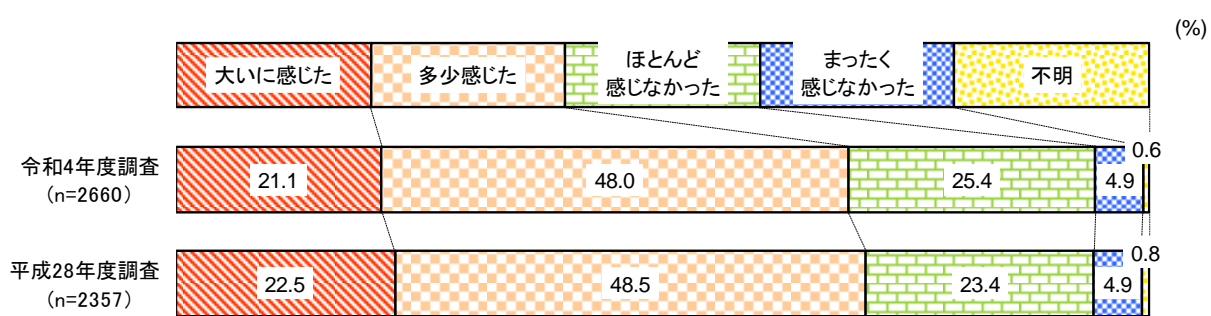 (%)
大いに感じた
多少感じた
ほとんど
感じなかった
まったく
感じなかった
不明
令和4年度調査
(n=2660)
21.1
48.0
25.4
4.9
0.6
平成28年度調査
(n=2357)
22.5
48.5
23.4
4.9
0.8